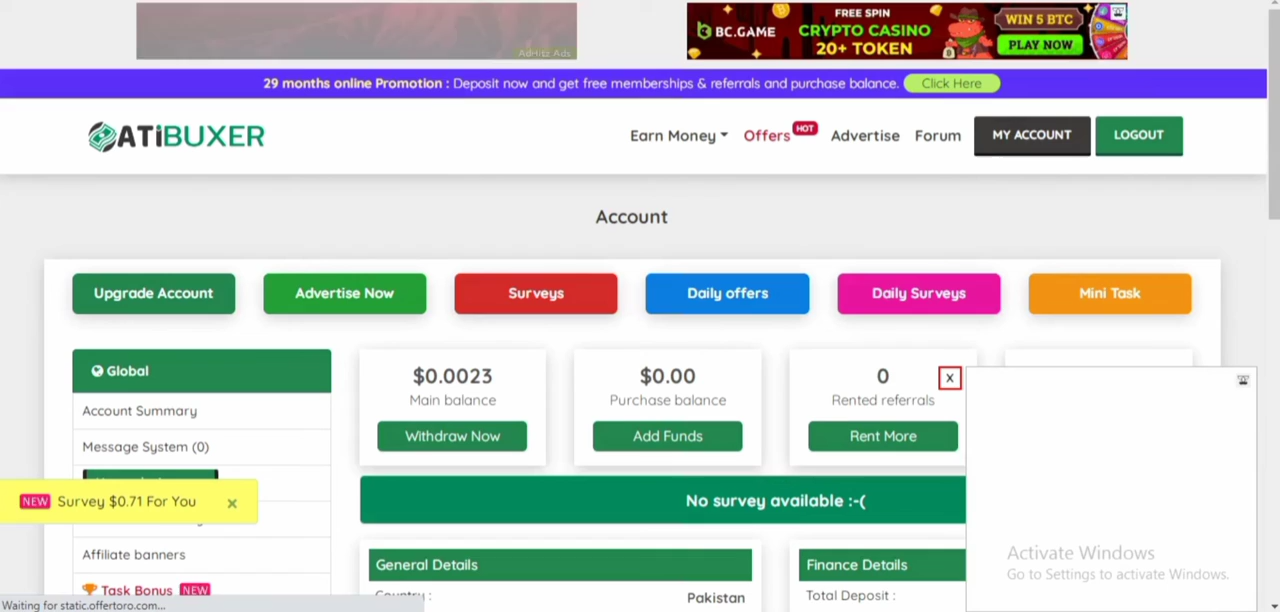 AdHitz Ads
BC.GAME
FREE SPIN
CRYPTO CASINO
20+ TOKEN
WIN 5 BTC
PLAY NOW
29 months online Promotion : Deposit now and get free memberships & referrals and purchase balance. Click Here
ATiBUXER
Earn Money Offers HOT Advertise Forum MY ACCOUNT LOGOUT
Account
Upgrade Account Advertise Now Surveys Daily offers Daily Surveys Mini Task
Global
Account Summary
Message System (0)
NEW Survey $0.71 For You ×
Affiliate banners
Task Bonus NEW
$0.0023
Main balance
Withdraw Now
$0.00
Purchase balance
Add Funds
0
Rented referrals
Rent More
X
No survey available :-(
General Details
Country :
Pakistan
Finance Details
Total Deposit :
Activate Windows
Go to Settings to activate Windows.
Waiting for static.offertoro.com...